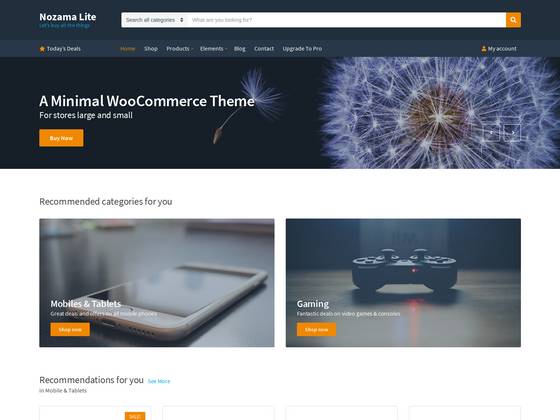 Nozama Lite
Let's buy all the things
Search all categories
What are you looking for?
Today's Deals
Home
Shop
Products
Elements
Blog
Contact
Upgrade To Pro
My account
A Minimal WooCommerce Theme
For stores large and small
Buy Now
Recommended categories for you
Mobiles & Tablets
Great deals and offers on all mobile phones
Shop now
Gaming
Fantastic deals on video games & consoles
Shop now
Recommendations for you See More
in Mobile & Tablets
SALE!